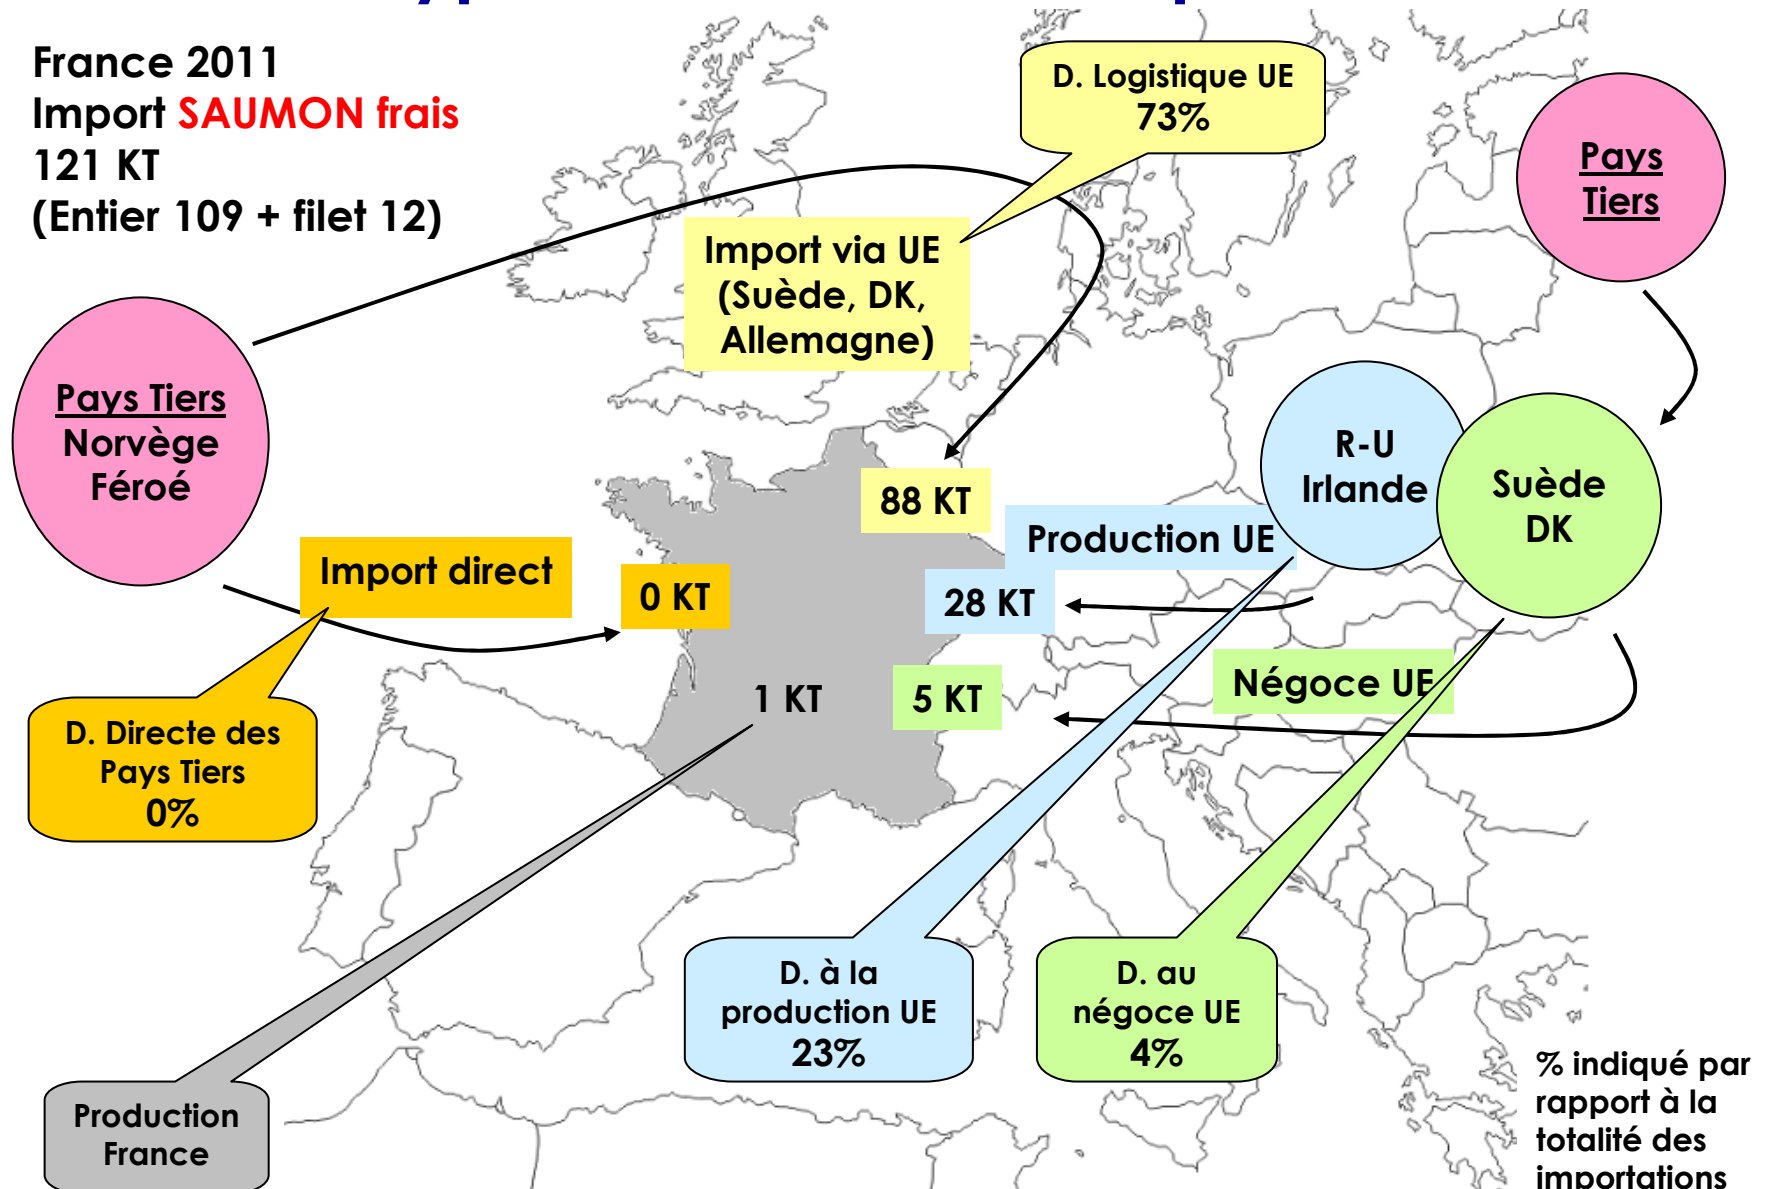 France 2011
Import SAUMON frais
121 KT
(Entier 109 + filet 12)
D. Logistique UE
73%
Pays
Tiers
Import via UE
(Suède, DK,
Allemagne)
Pays Tiers
Norvège
Féroé
R-U
Irlande
Suède
DK
88 KT
Production UE
Import direct
0 KT
28 KT
Négoce UE
1 KT
5 KT
D. Directe des
Pays Tiers
0%
D. à la
production UE
23%
D. au
négoce UE
4%
% indiqué par
rapport à la
totalité des
importations
Production
France